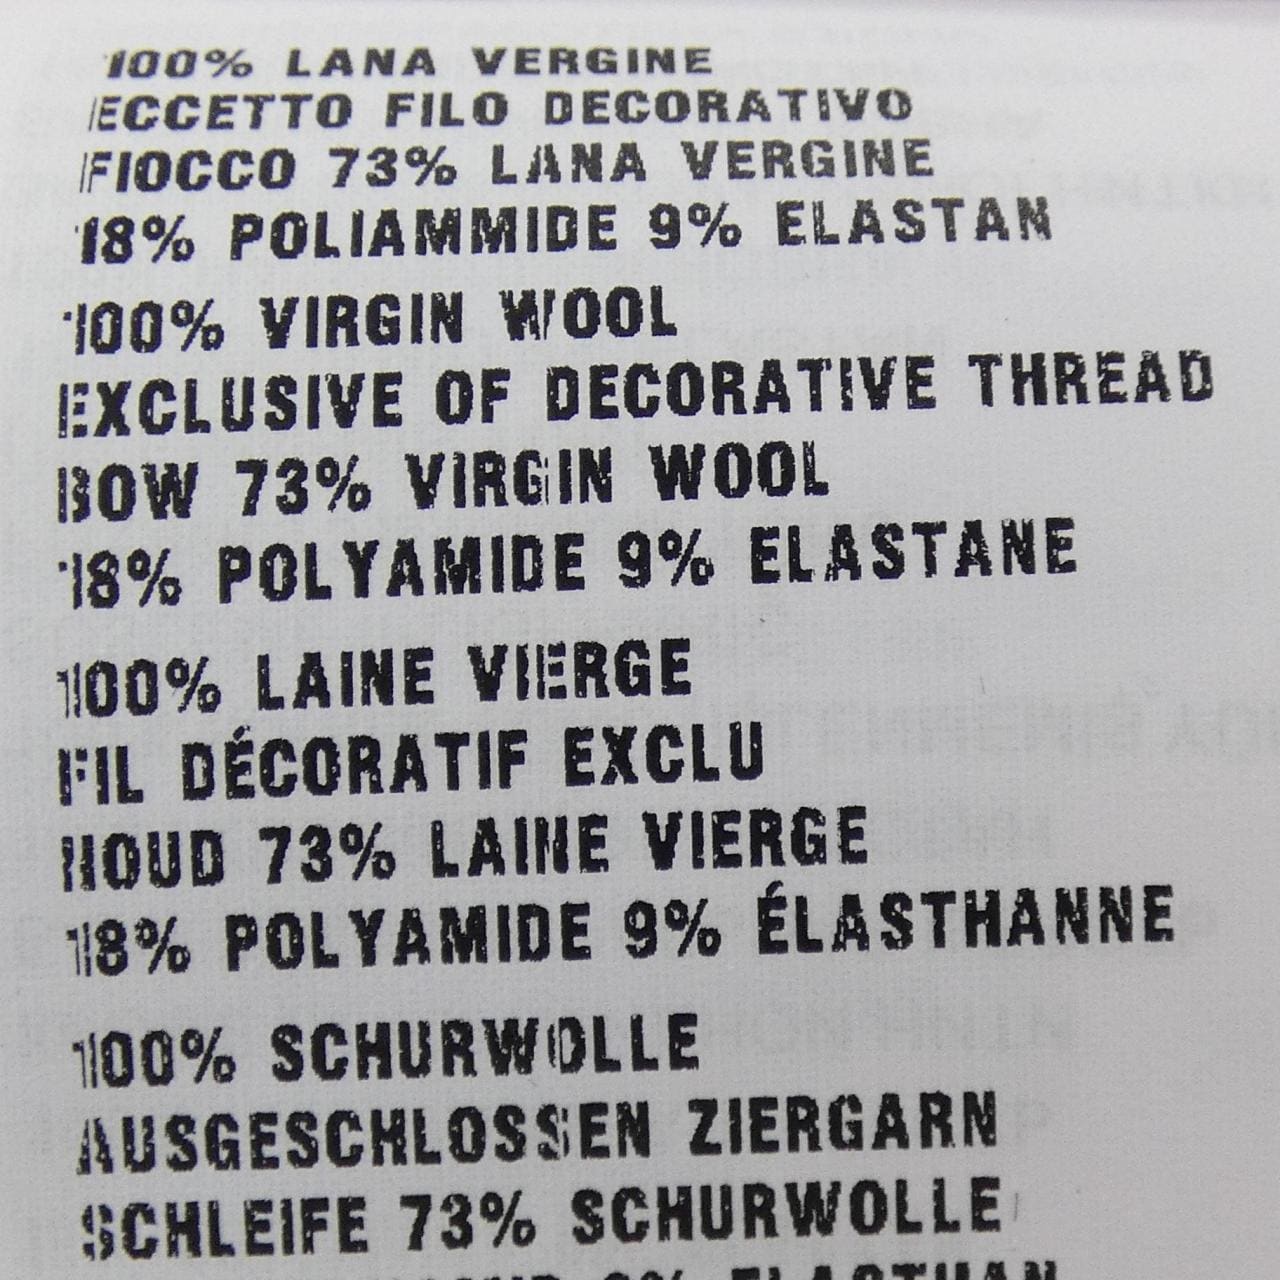 100% LANA VERGINE
ECCETTO FILO DECORATIVO
FIOCCO 73% LANA VERGINE
18% POLIAMMIDE 9% ELASTAN
100% VIRGIN WOOL
EXCLUSIVE OF DECORATIVE THREAD
BOW 73% VIRGIN WOOL
18% POLYAMIDE 9% ELASTANE
100% LAINE VIERGE
FIL DÉCORATIF EXCLU
NOUD 73% LAINE VIERGE
18% POLYAMIDE 9% ÉLASTHANNE
100% SCHURWOLLE
AUSGESCHLOSSEN ZIERGARN
SCHLEIFE 73% SCHURWOLLE
9% ELASTHAN